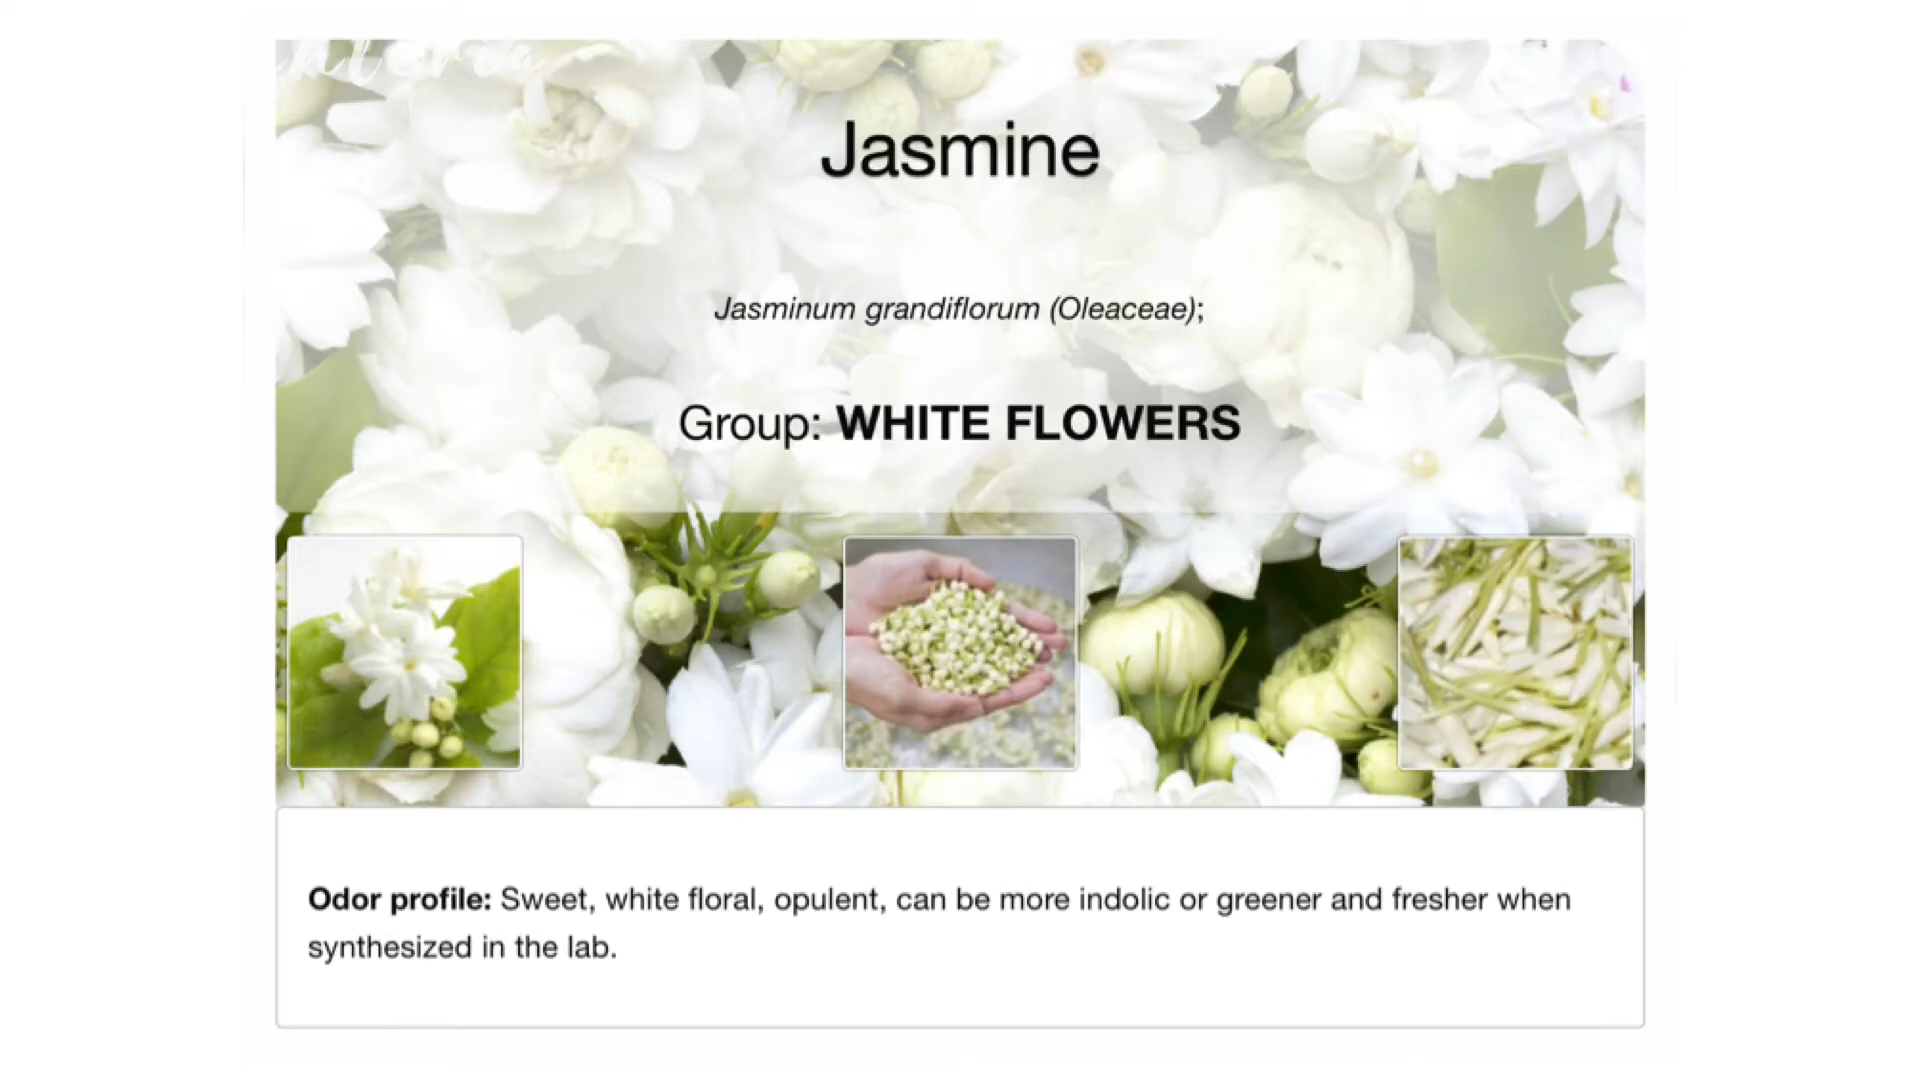 Jasmine
Jasminum grandiflorum (Oleaceae);
Group: WHITE FLOWERS
Odor profile: Sweet, white floral, opulent, can be more indolic or greener and fresher when
synthesized in the lab.